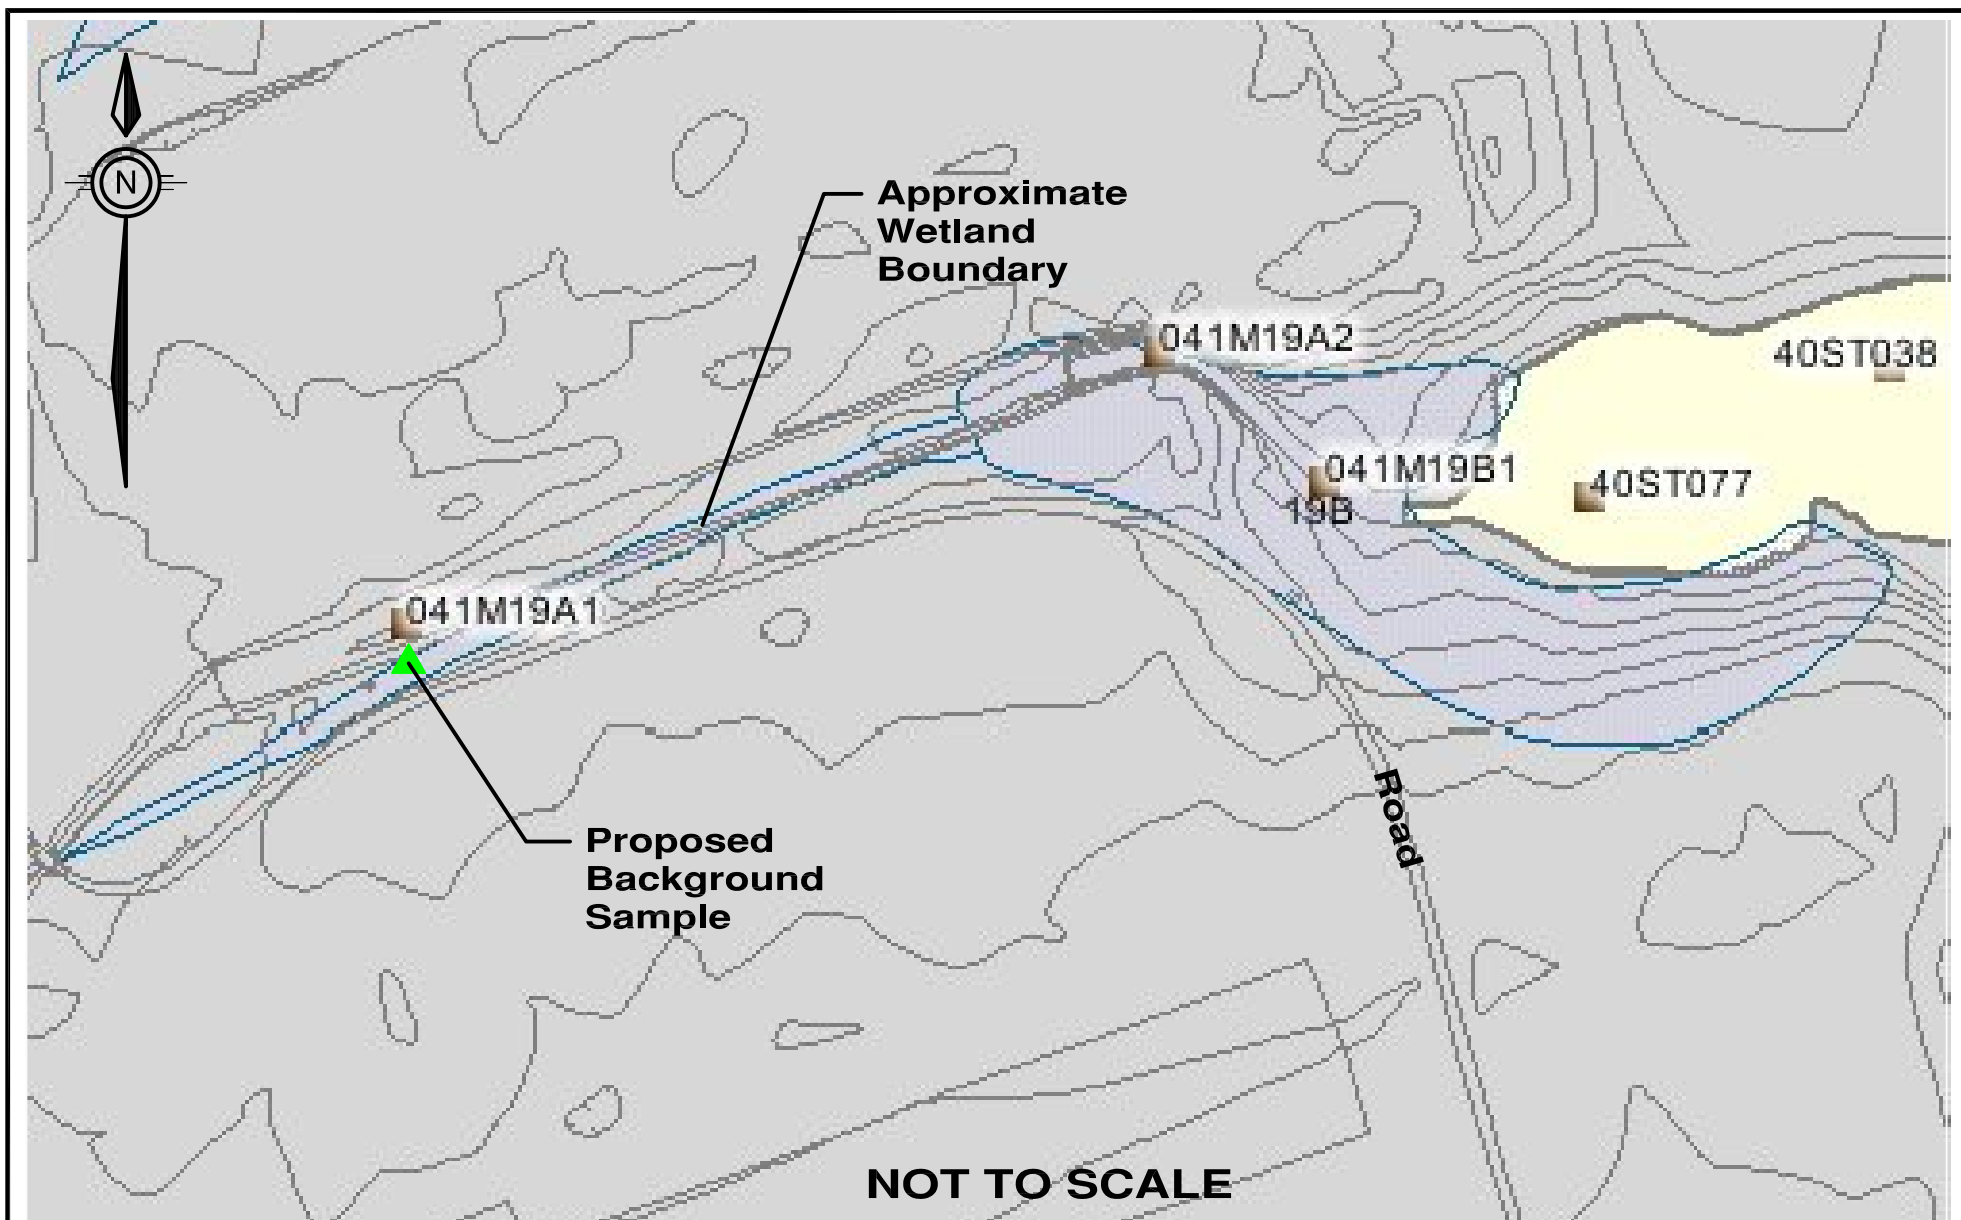 N
Approximate
Wetland
Boundary
041M19A2
40ST038
041M19B1
19B
40ST077
041M19A1
Proposed
Background
Sample
Road
NOT TO SCALE